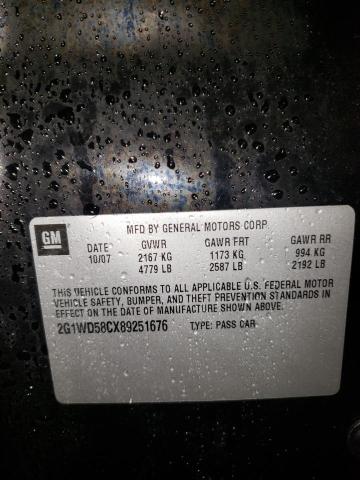 GM
MFD BY GENERAL MOTORS CORP.
DATE GVWR GAWR FRT GAWR RR
10/07 2167 KG 1173 KG 994 KG
4779 LB 2587 LB 2192 LB
THIS VEHICLE CONFORMS TO ALL APPLICABLE U.S. FEDERAL MOTOR
VEHICLE SAFETY, BUMPER, AND THEFT PREVENTION STANDARDS IN
EFFECT ON THE DATE OF MANUFACTURE SHOWN ABOVE.
2G1WD58CX89251676 TYPE: PASS CAR